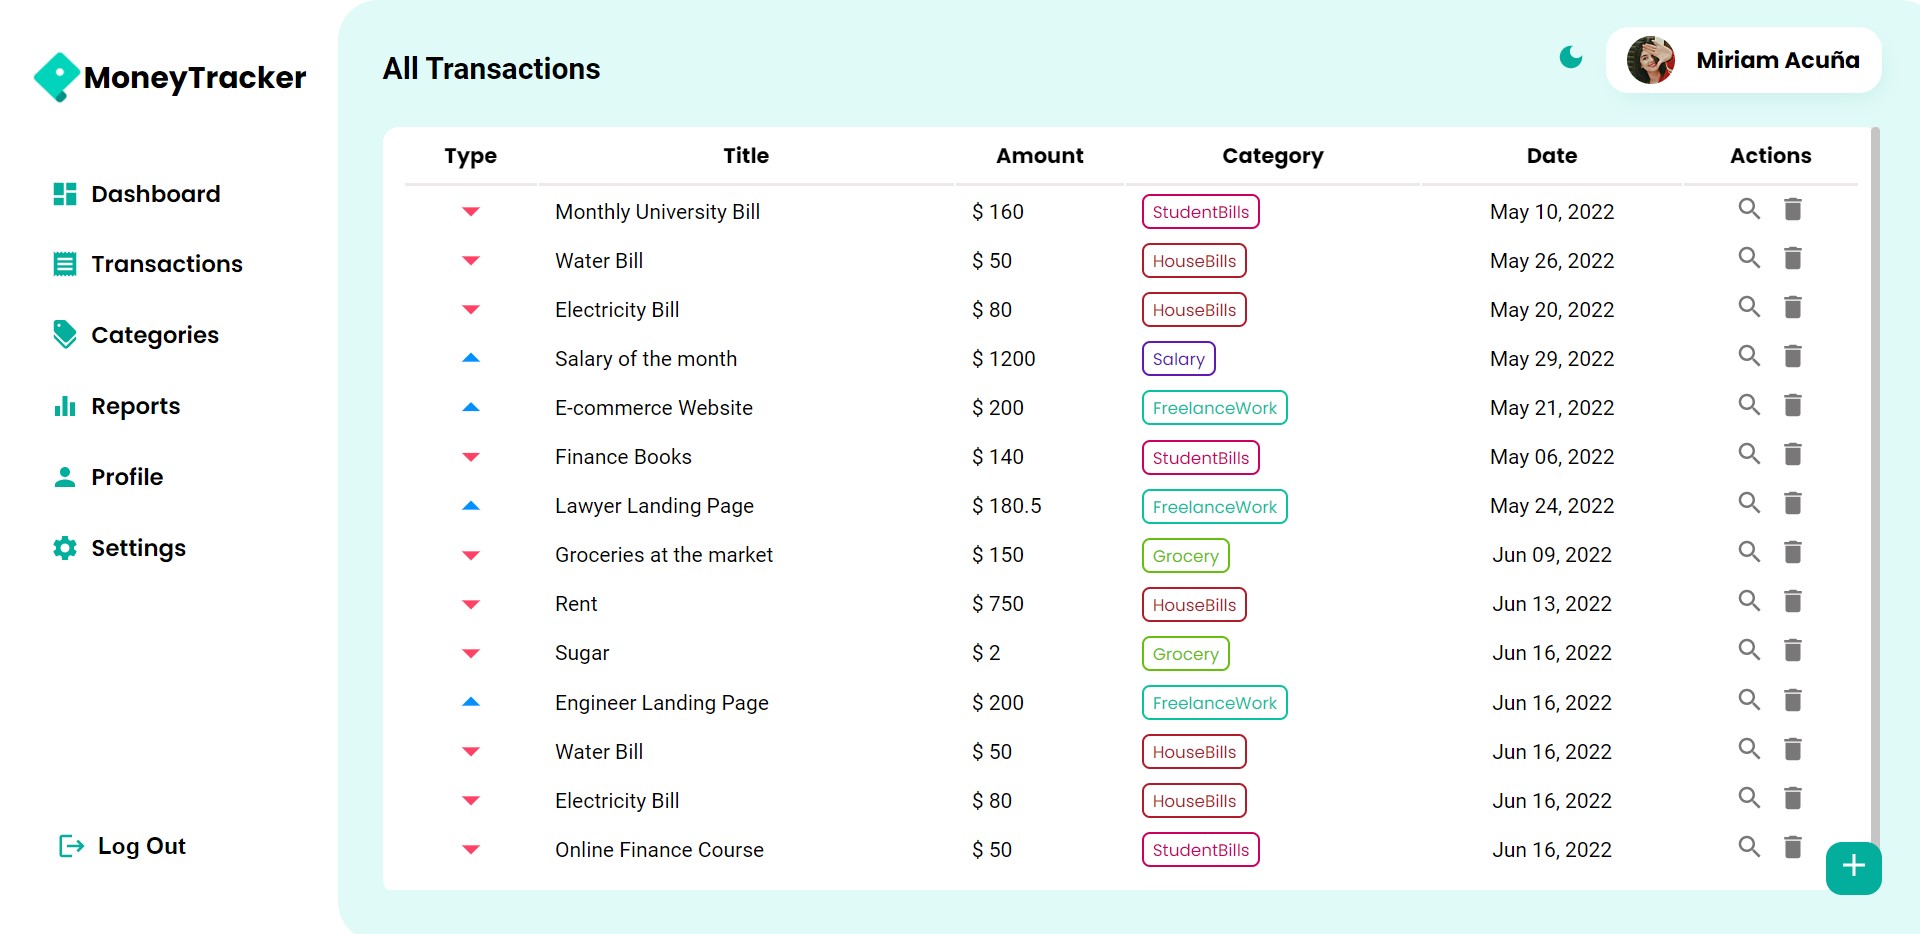 MoneyTracker
Dashboard
Transactions
Categories
Reports
Profile
Settings
Log Out
All Transactions
Miriam Acuña
Type Title Amount Category Date Actions
Monthly University Bill $ 160 StudentBills May 10, 2022
Water Bill $ 50 HouseBills May 26, 2022
Electricity Bill $ 80 HouseBills May 20, 2022
Salary of the month $ 1200 Salary May 29, 2022
E-commerce Website $ 200 FreelanceWork May 21, 2022
Finance Books $ 140 StudentBills May 06, 2022
Lawyer Landing Page $ 180.5 FreelanceWork May 24, 2022
Groceries at the market $ 150 Grocery Jun 09, 2022
Rent $ 750 HouseBills Jun 13, 2022
Sugar $ 2 Grocery Jun 16, 2022
Engineer Landing Page $ 200 FreelanceWork Jun 16, 2022
Water Bill $ 50 HouseBills Jun 16, 2022
Electricity Bill $ 80 HouseBills Jun 16, 2022
Online Finance Course $ 50 StudentBills Jun 16, 2022
+